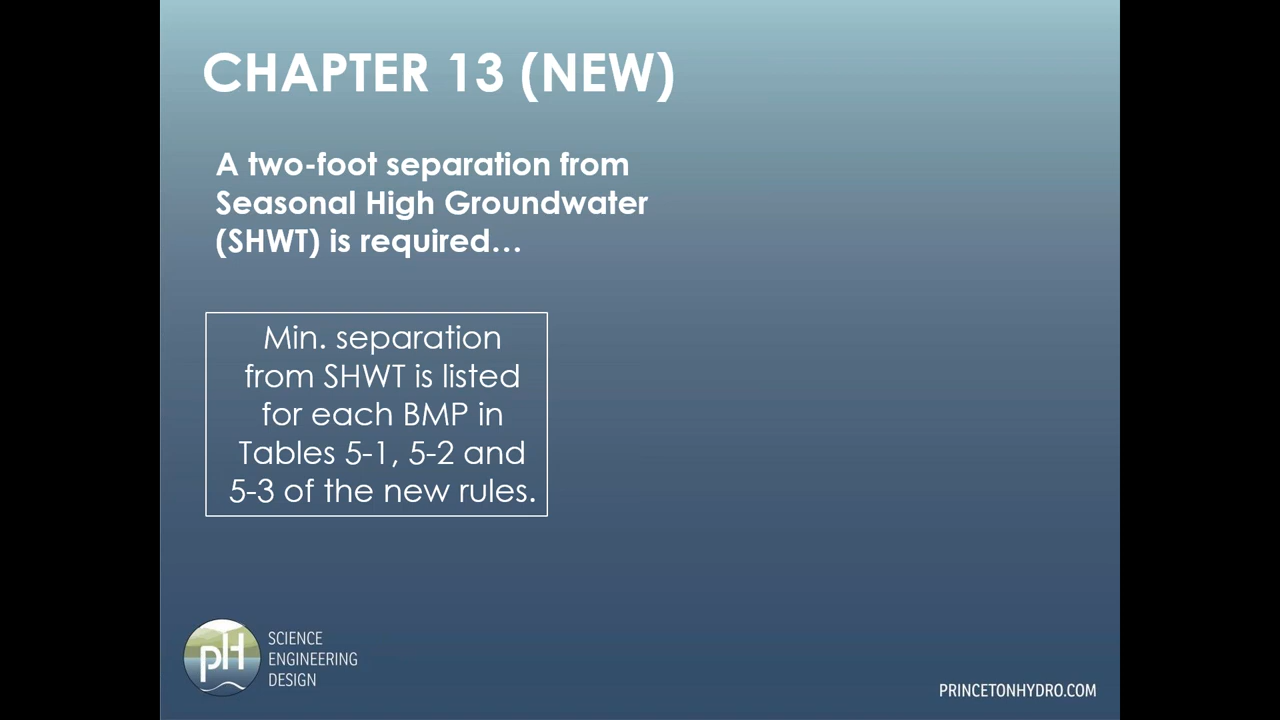 CHAPTER 13 (NEW)
A two-foot separation from
Seasonal High Groundwater
(SHWT) is required…
Min. separation
from SHWT is listed
for each BMP in
Tables 5-1, 5-2 and
5-3 of the new rules.
pH
SCIENCE
ENGINEERING
DESIGN
PRINCETONHYDRO.COM